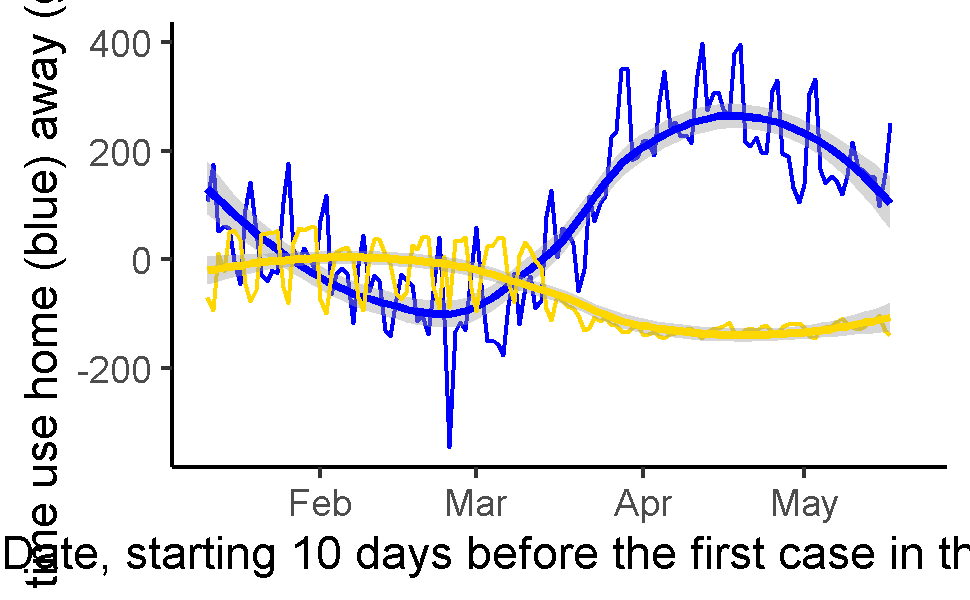 time use home (blue) away (
400
200
0
-200
Feb Mar Apr May
Date, starting 10 days before the first case in th